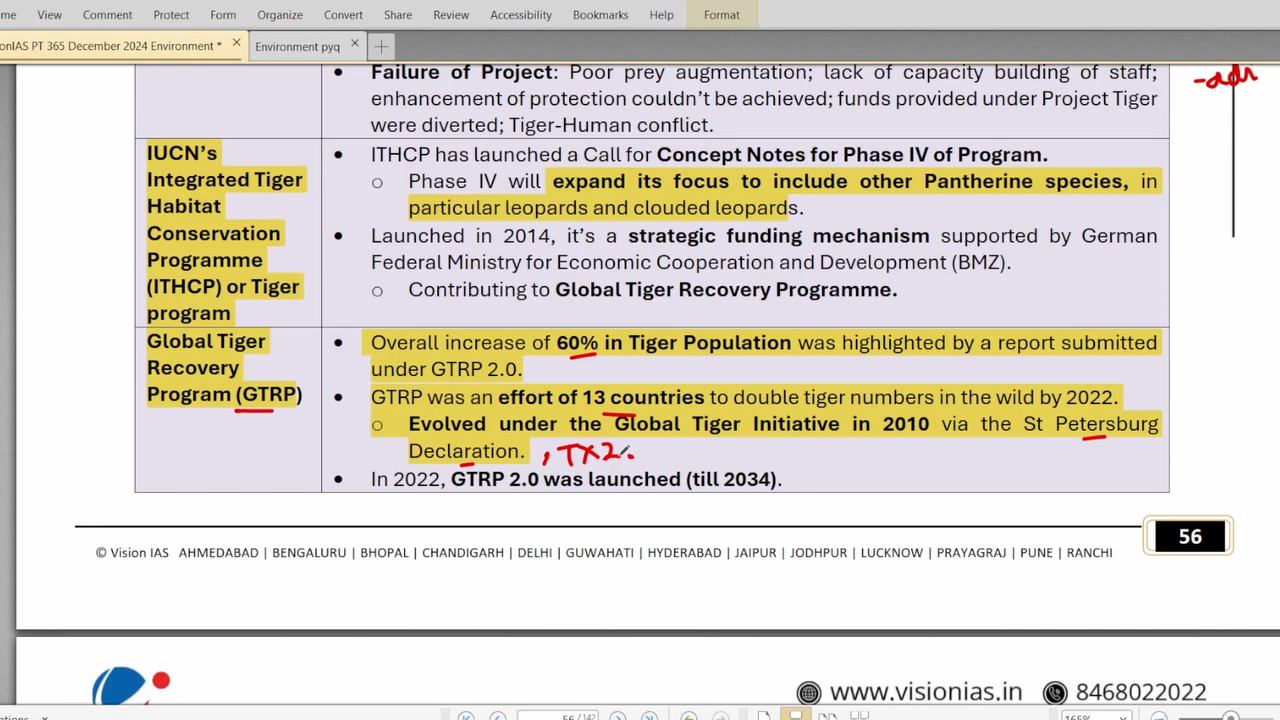 ome View Comment Protect Form Organize Convert Share Review Accessibility Bookmarks Help Format
onIAS PT 365 December 2024 Environment * × Environment pyq ×
• Failure of Project: Poor prey augmentation; lack of capacity building of staff;
enhancement of protection couldn't be achieved; funds provided under Project Tiger
were diverted; Tiger-Human conflict.
IUCN's
Integrated Tiger
Habitat
Conservation
Programme
(ITHCP) or Tiger
program
• ITHCP has launched a Call for Concept Notes for Phase IV of Program.
○ Phase IV will expand its focus to include other Pantherine species, in
particular leopards and clouded leopards.
• Launched in 2014, it's a strategic funding mechanism supported by German
Federal Ministry for Economic Cooperation and Development (BMZ).
○ Contributing to Global Tiger Recovery Programme.
Global Tiger
Recovery
Program (GTRP)
• Overall increase of 60% in Tiger Population was highlighted by a report submitted
under GTRP 2.0.
• GTRP was an effort of 13 countries to double tiger numbers in the wild by 2022.
○ Evolved under the Global Tiger Initiative in 2010 via the St Petersburg
Declaration. , TX2
• In 2022, GTRP 2.0 was launched (till 2034).
56
© Vision IAS AHMEDABAD | BENGALURU | BHOPAL | CHANDIGARH | DELHI | GUWAHATI | HYDERABAD | JAIPUR | JODHPUR | LUCKNOW | PRAYAGRAJ | PUNE | RANCHI
www.visionias.in 8468022022